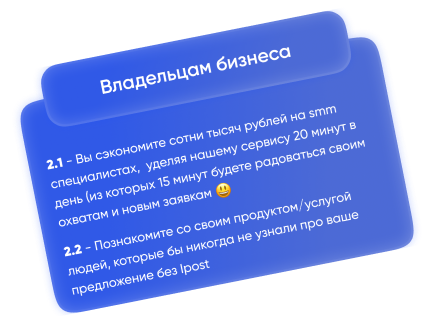 Владельцам бизнеса
2.1 - Вы сэкономите сотни тысяч рублей на smm
специалистах, уделяя нашему сервису 20 минут в
день (из которых 15 минут будете радоваться своим
охватам и новым заявкам 😃
2.2 - Познакомите со своим продуктом/услугой
людей, которые бы никогда не узнали про ваше
предложение без Ipost